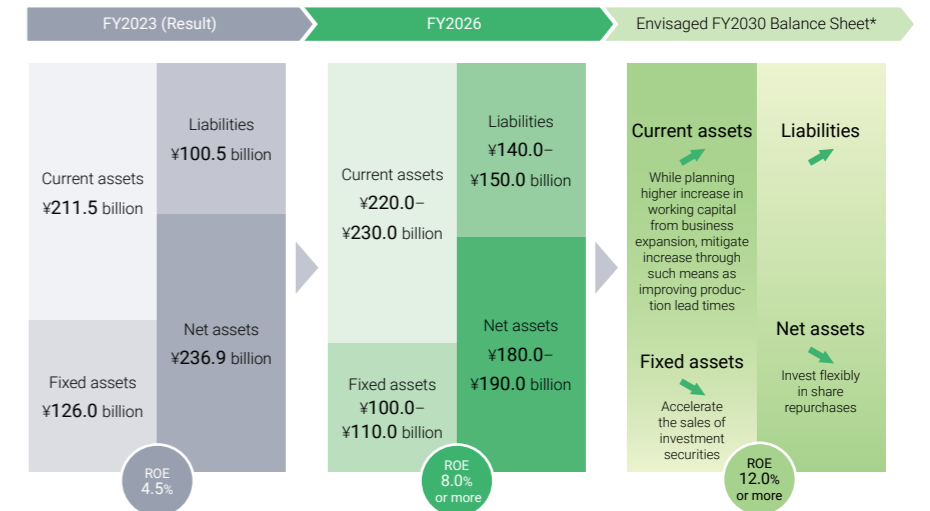 FY2023 (Result)
FY2026
Envisaged FY2030 Balance Sheet*
Current assets
¥211.5 billion
Fixed assets
¥126.0 billion
Liabilities
¥100.5 billion
Net assets
¥236.9 billion
ROE
4.5%
Current assets
¥220.0–
¥230.0 billion
Fixed assets
¥100.0–
¥110.0 billion
Liabilities
¥140.0–
¥150.0 billion
Net assets
¥180.0–
¥190.0 billion
ROE
8.0%
or more
Current assets
While planning
higher increase in
working capital
from business
expansion, mitigate
increase through
such means as
improving produc-
tion lead times
Fixed assets
Accelerate
the sales of
investment
securities
Liabilities
Net assets
Invest flexibly
in share
repurchases
ROE
12.0%
or more